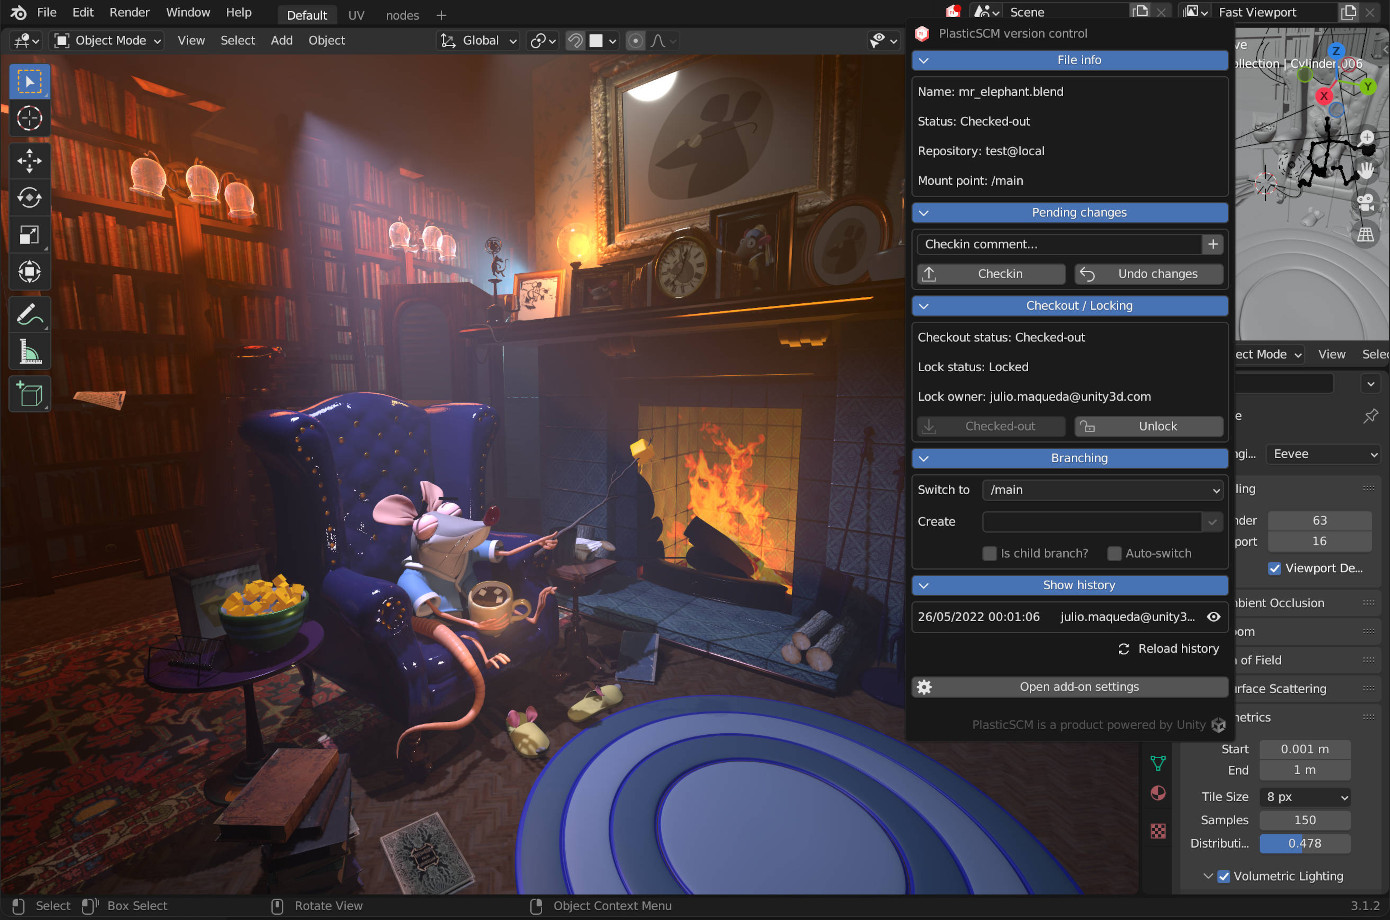 File Edit Render Window Help
Default UV nodes +
Scene
Fast Viewport
Object Mode View Select Add Object
Global
PlasticSCM version control
File info
Name: mr_elephant.blend
Status: Checked-out
Repository: test@local
Mount point: /main
Pending changes
Checkin comment...
Checkin Undo changes
Checkout / Locking
Checkout status: Checked-out
Lock status: Locked
Lock owner: julio.maqueda@unity3d.com
Checked-out Unlock
Branching
Switch to /main
Create
Is child branch? Auto-switch
Show history
26/05/2022 00:01:06 julio.maqueda@unity3...
Reload history
Open add-on settings
PlasticSCM is a product powered by Unity
ve
ollection | Cylinder.006
Z
Y
X
ect Mode View Selec
e
ngi... Eevee
ling
nder 63
port 16
Viewport De...
bient Occlusion
oom
n of Field
urface Scattering
metrics
Start 0.001 m
End 1 m
Tile Size 8 px
Samples 150
Distributi... 0.478
Volumetric Lighting
Select Box Select Rotate View Object Context Menu 3.1.2